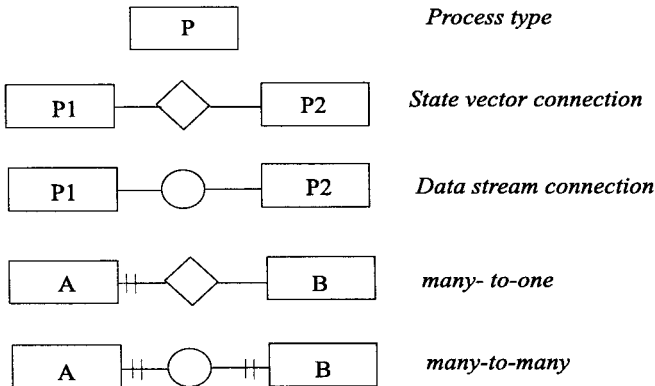 P Process type
P1 P2 State vector connection
P1 P2 Data stream connection
A B many- to-one
A B many-to-many